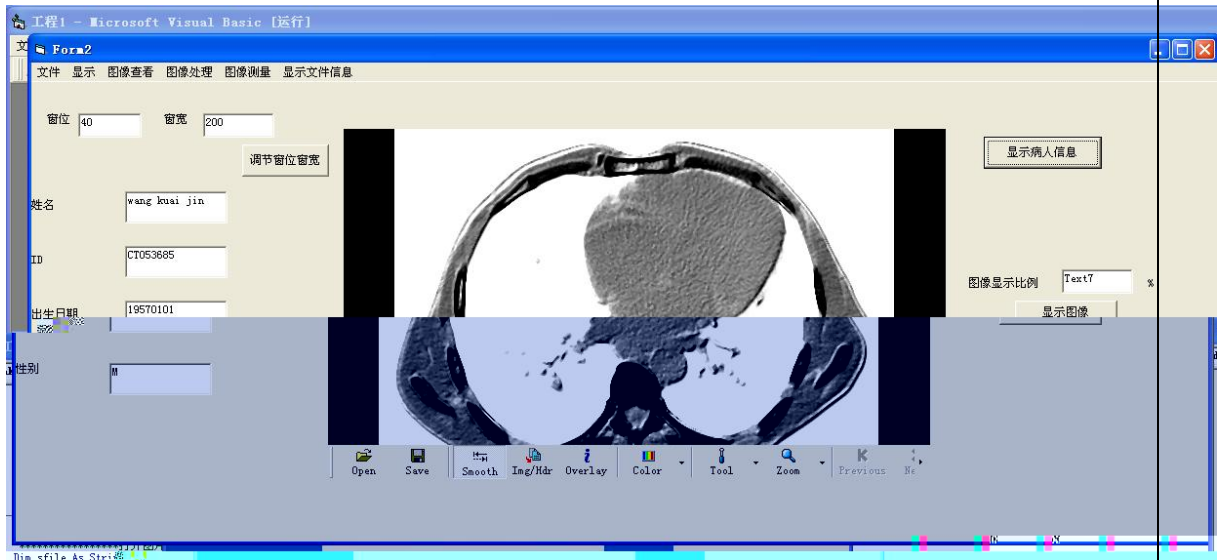 工程1 - Microsoft Visual Basic [运行]
文
Form2
文件 显示 图像查看 图像处理 图像测量 显示文件信息
窗位 40 窗宽 200
调节窗位窗宽
显示病人信息
姓名 wang kuai jin
ID CT053685
图像显示比例 Text7 %
出生日期 19570101
显示图像
性别 M
Open Save Smooth Img/Hdr Overlay Color Tool Zoom Previous Ne
Dim sfile As Stri